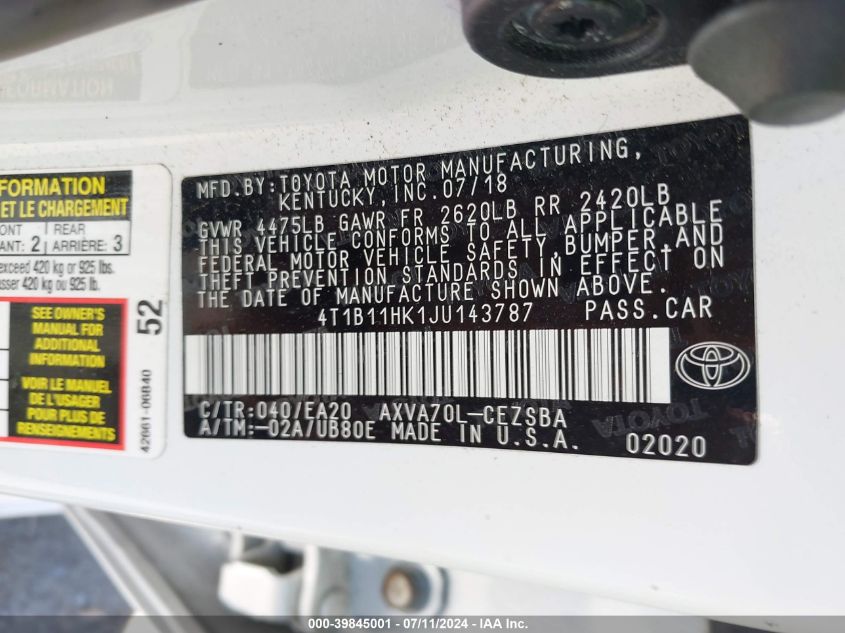 FORMATION
ET LE CHARGEMENT
ONT | REAR
ANT: 2 | ARRIÈRE: 3
exceed 420 kg or 925 lbs.
sser 420 kg ou 925 lb.
SEE OWNER'S
MANUAL FOR
ADDITIONAL
INFORMATION
VOIR LE MANUEL
DE L'USAGER
POUR PLUS DE
52
42661-06B40
MFD.BY:TOYOTA MOTOR MANUFACTURING,
KENTUCKY,INC.07/18
GVWR 4475LB GAWR FR 2620LB RR 2420LB
THIS VEHICLE CONFORMS TO ALL APPLICABLE
FEDERAL MOTOR VEHICLE SAFETY,BUMPER,AND
THEFT PREVENTION STANDARDS IN EFFECT ON
THE DATE OF MANUFACTURE SHOWN ABOVE.
4T1B11HK1JU143787 PASS.CAR
C/TR:040/EA20 AXVA70L-CEZSBA
A/TM:-02A/UB80E MADE IN U.S.A. 02020
TOYOTA
000-39845001 - 07/11/2024 - IAA Inc.